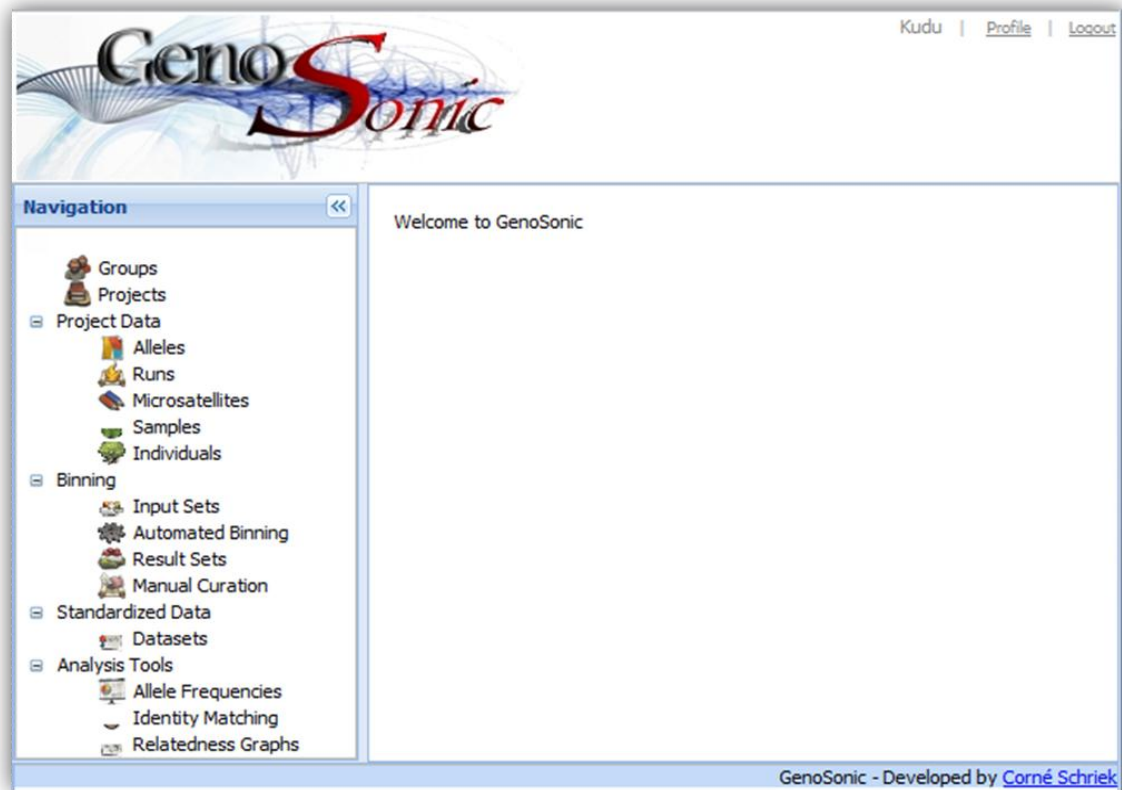 GenoSonic
Kudu | Profile | Logout
Navigation
Welcome to GenoSonic
Groups
Projects
Project Data
Alleles
Runs
Microsatellites
Samples
Individuals
Binning
Input Sets
Automated Binning
Result Sets
Manual Curation
Standardized Data
Datasets
Analysis Tools
Allele Frequencies
Identity Matching
Relatedness Graphs
GenoSonic - Developed by Corné Schriek